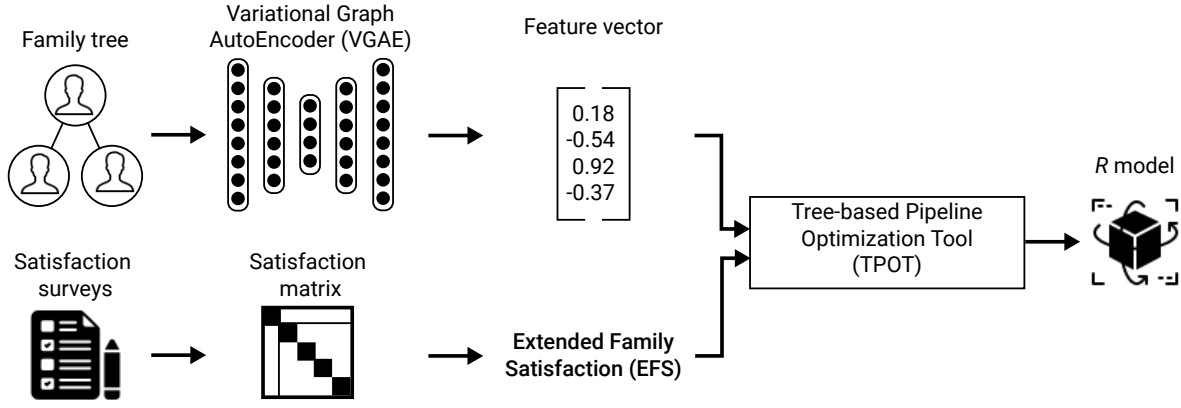 Family tree
Variational Graph
AutoEncoder (VGAE)
Feature vector
0.18
-0.54
0.92
-0.37
Tree-based Pipeline
Optimization Tool
(TPOT)
R model
Satisfaction
surveys
Satisfaction
matrix
Extended Family
Satisfaction (EFS)